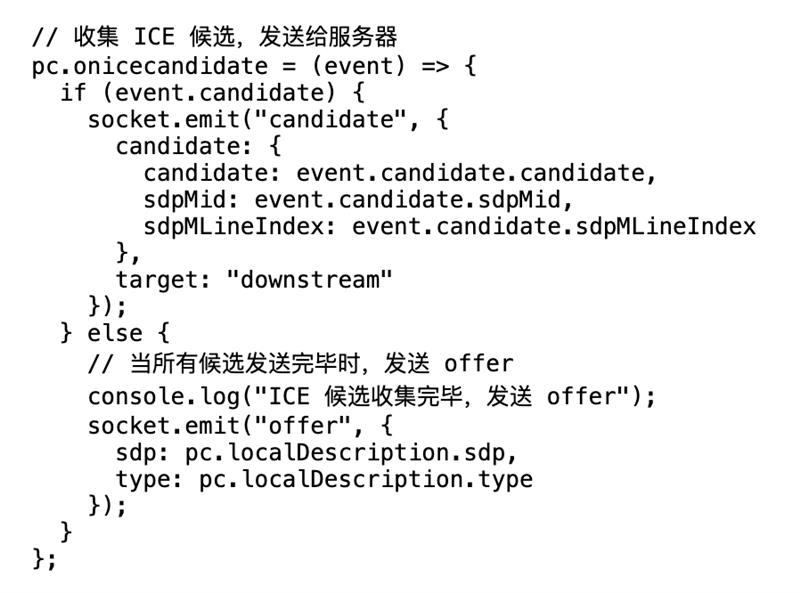 // 收集 ICE 候选，发送给服务器
pc.onicecandidate = (event) => {
  if (event.candidate) {
    socket.emit("candidate", {
      candidate: {
        candidate: event.candidate.candidate,
        sdpMid: event.candidate.sdpMid,
        sdpMLineIndex: event.candidate.sdpMLineIndex
      },
      target: "downstream"
    });
  } else {
    // 当所有候选发送完毕时，发送 offer
    console.log("ICE 候选收集完毕，发送 offer");
    socket.emit("offer", {
      sdp: pc.localDescription.sdp,
      type: pc.localDescription.type
    });
  }
};